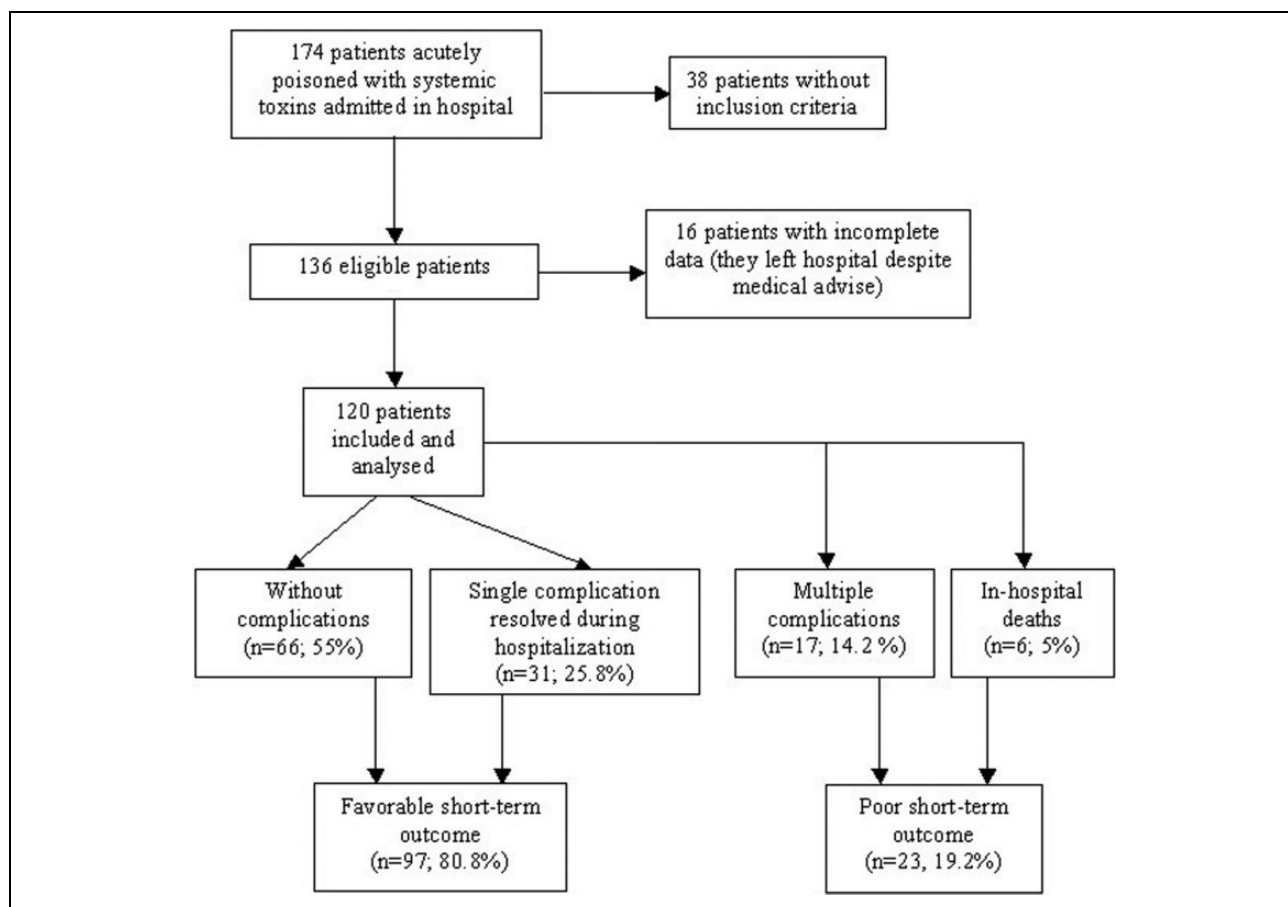 174 patients acutely
poisoned with systemic
toxins admitted in hospital
38 patients without
inclusion criteria
136 eligible patients
16 patients with incomplete
data (they left hospital despite
medical advise)
120 patients
included and
analysed
Without
complications
(n=66; 55%)
Single complication
resolved during
hospitalization
(n=31; 25.8%)
Multiple
complications
(n=17; 14.2 %)
In-hospital
deaths
(n=6; 5%)
Favorable short-term
outcome
(n=97; 80.8%)
Poor short-term
outcome
(n=23, 19.2%)